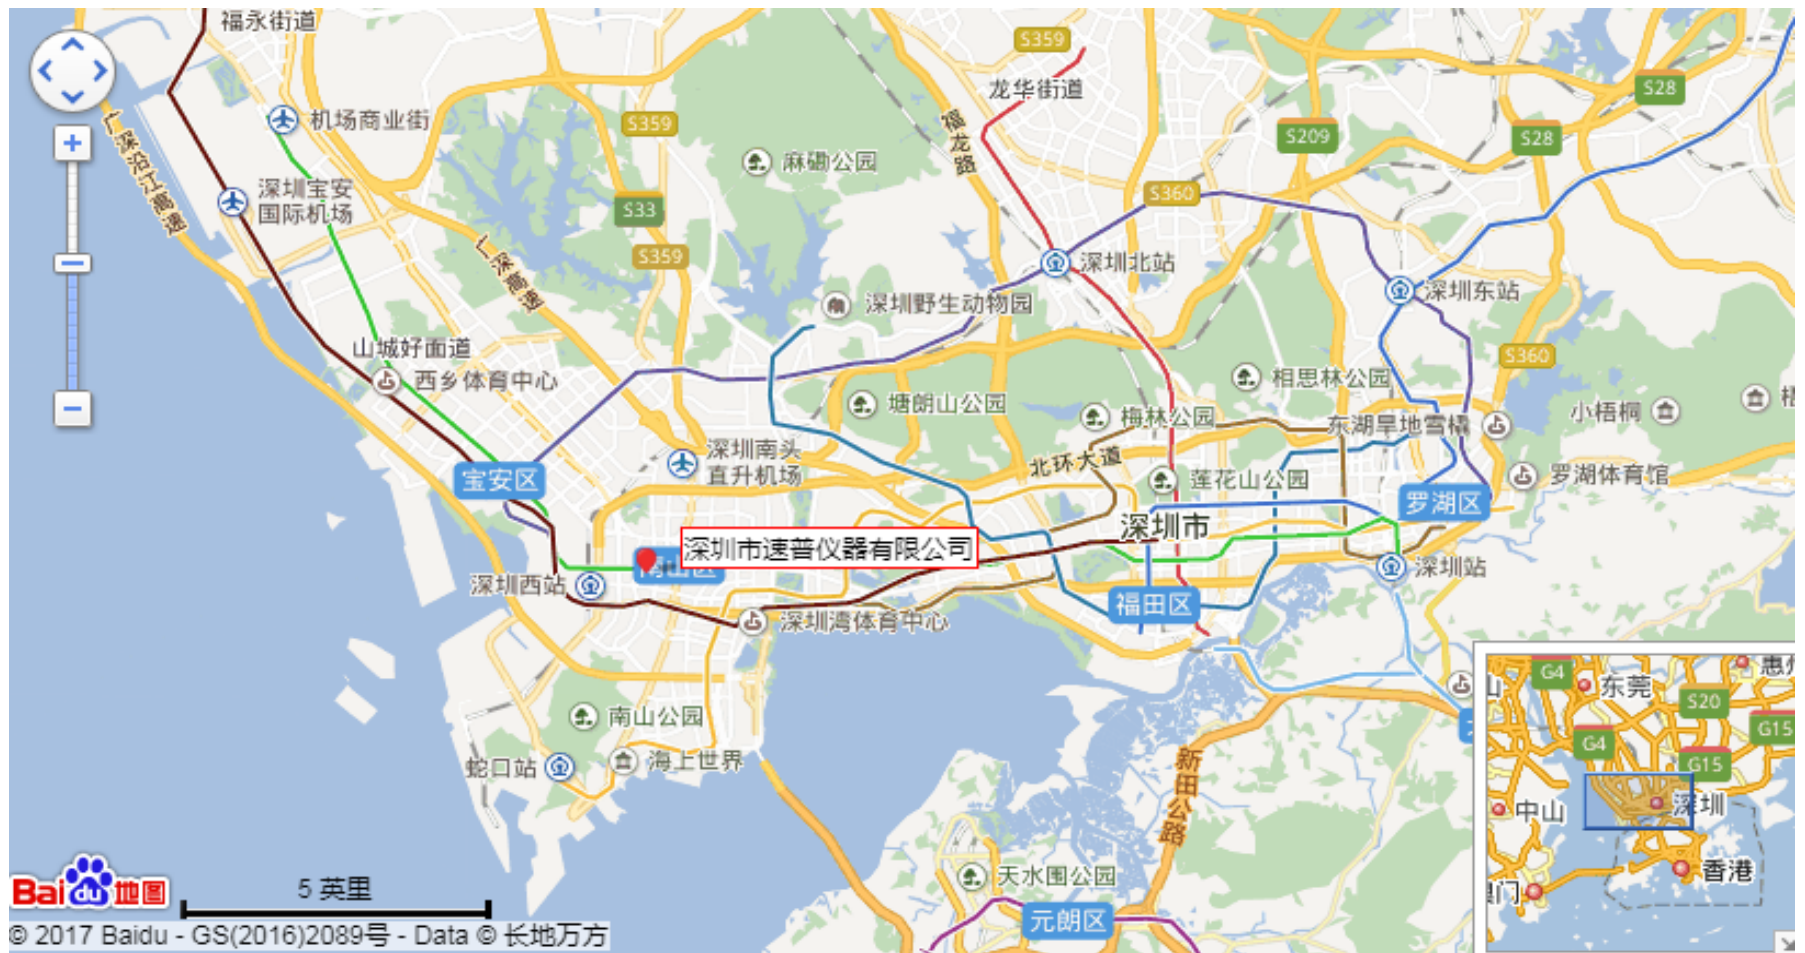 福永街道
S359
龙华街道
S28
机场商业街
广深沿江高速
S359
福龙路
S209
S28
麻磡公园
深圳宝安
国际机场
S33
S360
广深高速
S359
深圳北站
深圳东站
深圳野生动物园
山城好面道
西乡体育中心
S360
相思林公园
塘朗山公园
梅林公园
小梧桐
东湖旱地雪橇
深圳南头
直升机场
北环大道
宝安区
莲花山公园
罗湖体育馆
罗湖区
深圳市
深圳市速普仪器有限公司
南山区
深圳西站
深圳站
福田区
深圳湾体育中心
南山公园
海上世界
蛇口站
新田公路
天水围公园
元朗区
G4
东莞
惠州
S20
G4
G15
G15
中山
深圳
香港
Bai du 地图
5 英里
© 2017 Baidu - GS(2016)2089号 - Data © 长地万方